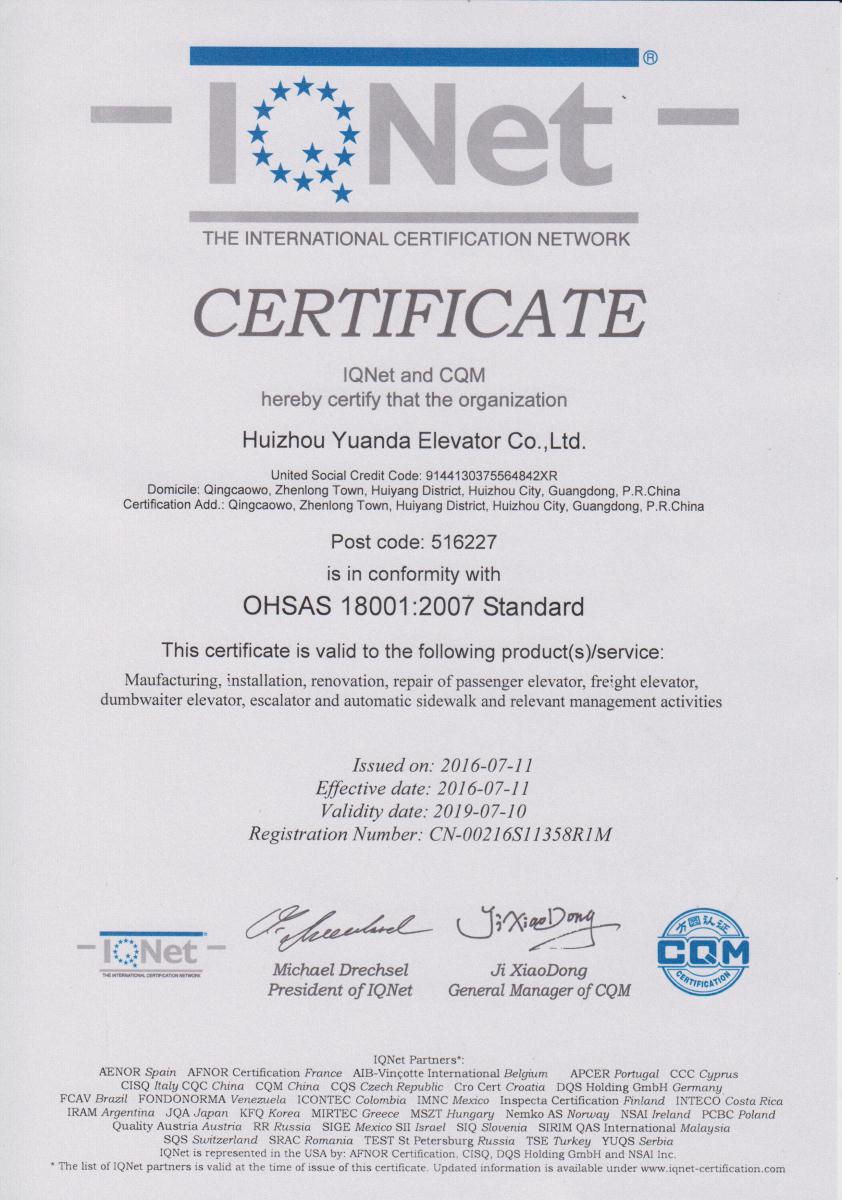 ®
IQNet
THE INTERNATIONAL CERTIFICATION NETWORK
CERTIFICATE
IQNet and CQM
hereby certify that the organization
Huizhou Yuanda Elevator Co.,Ltd.
United Social Credit Code: 9144130375564842XR
Domicile: Qingcaowo, Zhenlong Town, Huiyang District, Huizhou City, Guangdong, P.R.China
Certification Add.: Qingcaowo, Zhenlong Town, Huiyang District, Huizhou City, Guangdong, P.R.China
Post code: 516227
is in conformity with
OHSAS 18001:2007 Standard
This certificate is valid to the following product(s)/service:
Maufacturing, installation, renovation, repair of passenger elevator, freight elevator,
dumbwaiter elevator, escalator and automatic sidewalk and relevant management activities
Issued on: 2016-07-11
Effective date: 2016-07-11
Validity date: 2019-07-10
Registration Number: CN-00216S11358R1M
IQNet
THE INTERNATIONAL CERTIFICATION NETWORK
Ji XiaoDong
方圆认证
CQM
CERTIFICATION
Michael Drechsel
President of IQNet
Ji XiaoDong
General Manager of CQM
IQNet Partners*:
AENOR Spain AFNOR Certification France AIB-Vinçotte International Belgium APCER Portugal CCC Cyprus
CISQ Italy CQC China CQM China CQS Czech Republic Cro Cert Croatia DQS Holding GmbH Germany
FCAV Brazil FONDONORMA Venezuela ICONTEC Colombia IMNC Mexico Inspecta Certification Finland INTECO Costa Rica
IRAM Argentina JQA Japan KFQ Korea MIRTEC Greece MSZT Hungary Nemko AS Norway NSAI Ireland PCBC Poland
Quality Austria Austria RR Russia SIGE Mexico SII Israel SIQ Slovenia SIRIM QAS International Malaysia
SQS Switzerland SRAC Romania TEST St Petersburg Russia TSE Turkey YUQS Serbia
IQNet is represented in the USA by: AFNOR Certification, CISQ, DQS Holding GmbH and NSAI Inc.
* The list of IQNet partners is valid at the time of issue of this certificate. Updated information is available under www.iqnet-certification.com